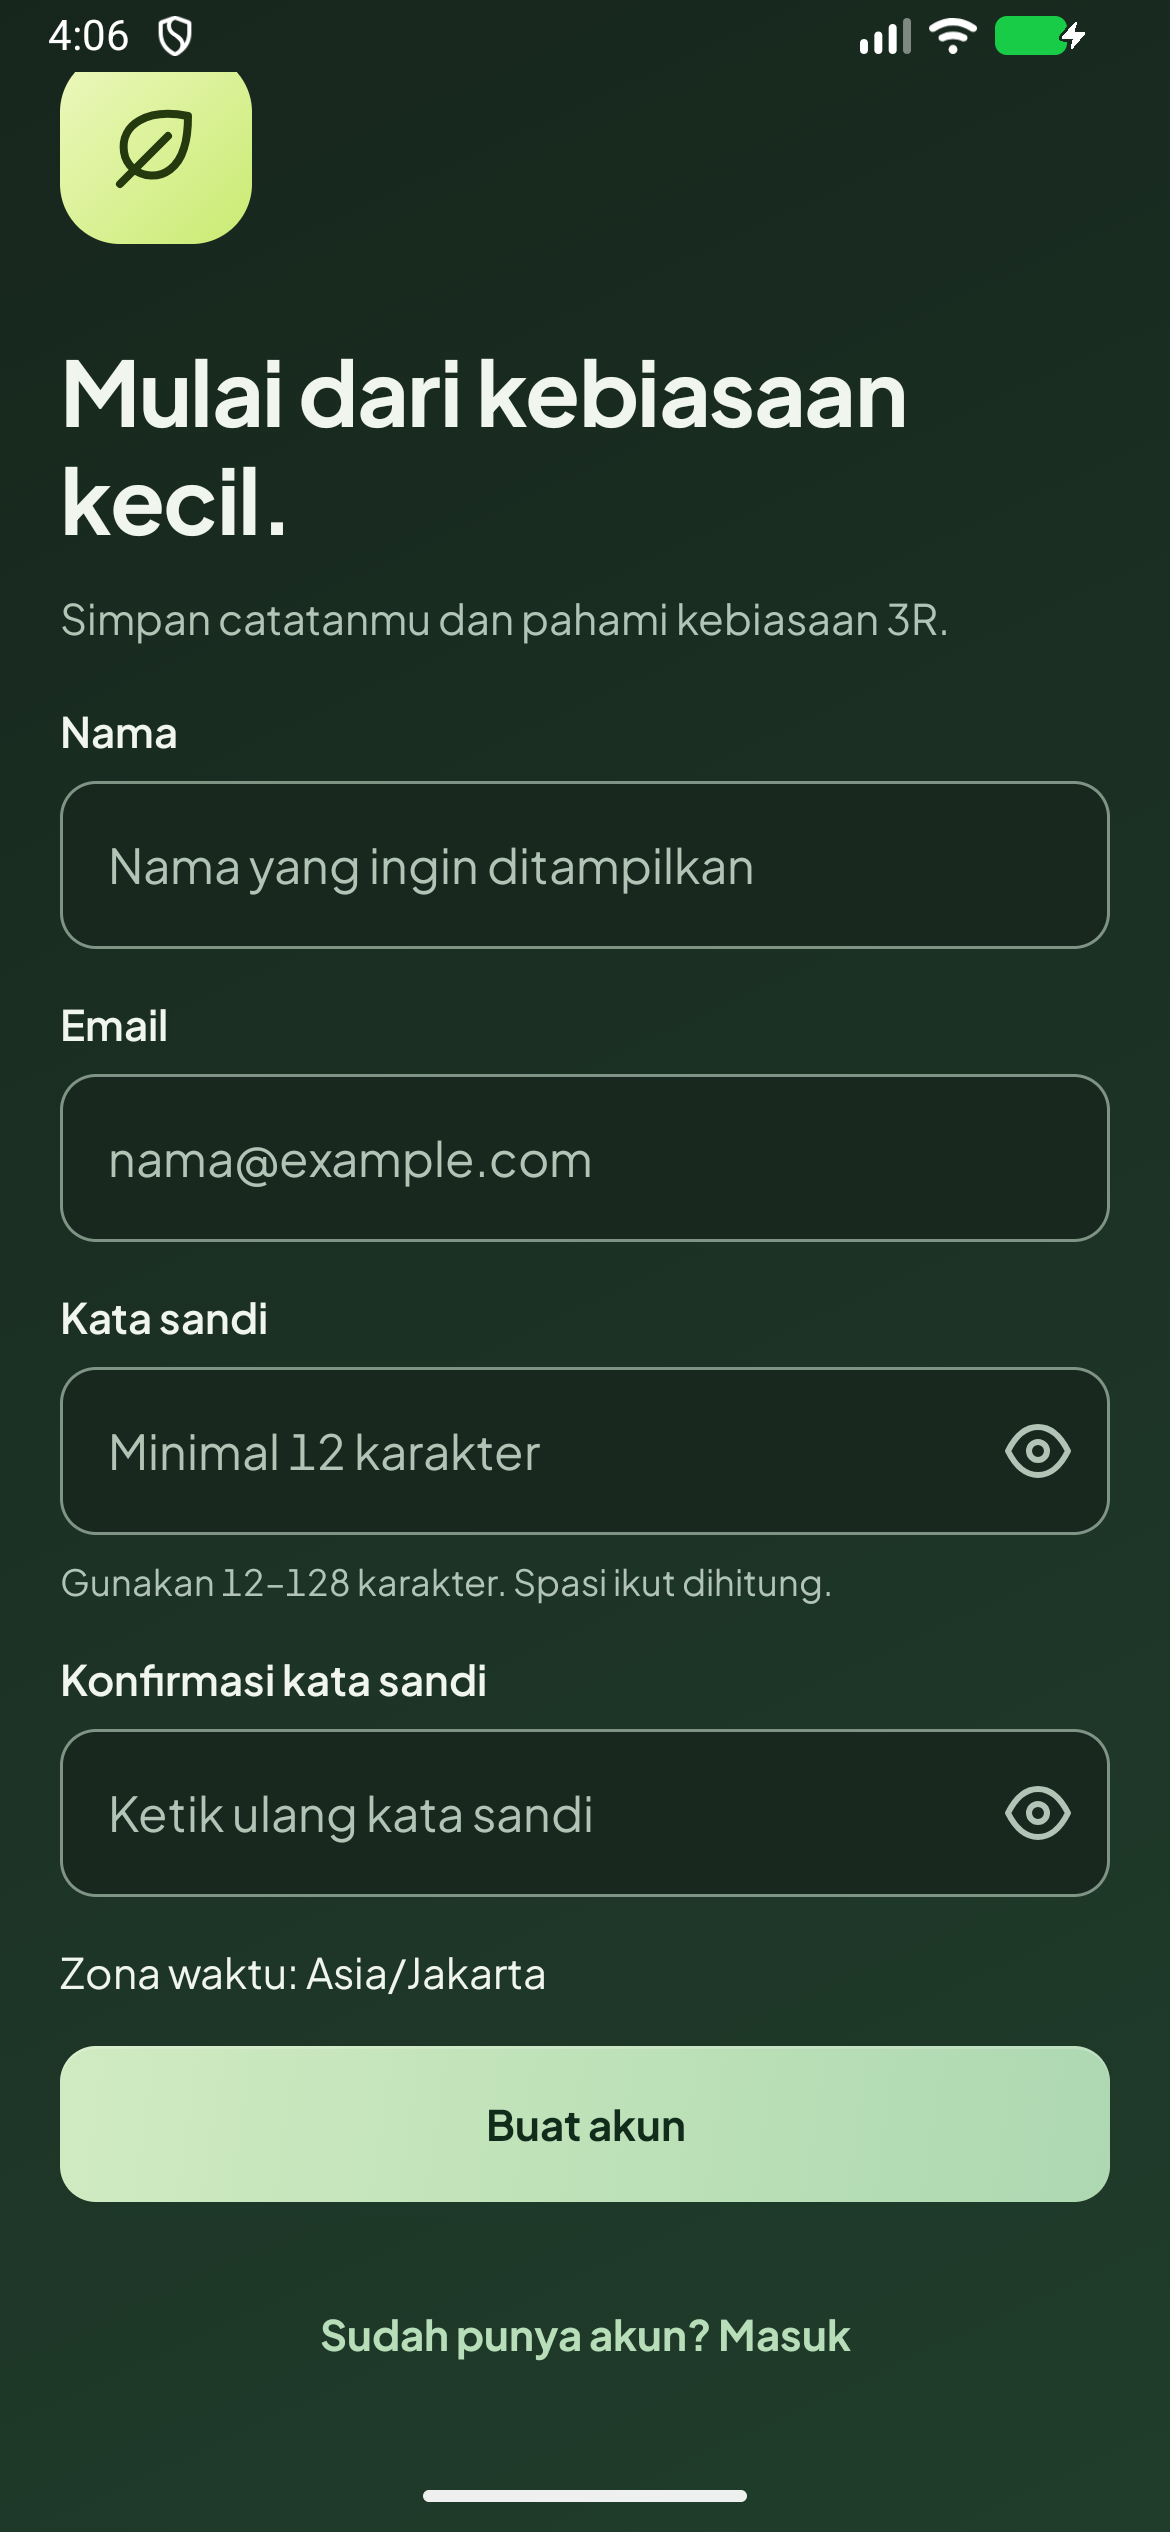 4:06
Mulai dari kebiasaan
kecil.
Simpan catatanmu dan pahami kebiasaan 3R.
Nama
Nama yang ingin ditampilkan
Email
nama@example.com
Kata sandi
Minimal 12 karakter
Gunakan 12–128 karakter. Spasi ikut dihitung.
Konfirmasi kata sandi
Ketik ulang kata sandi
Zona waktu: Asia/Jakarta
Buat akun
Sudah punya akun? Masuk